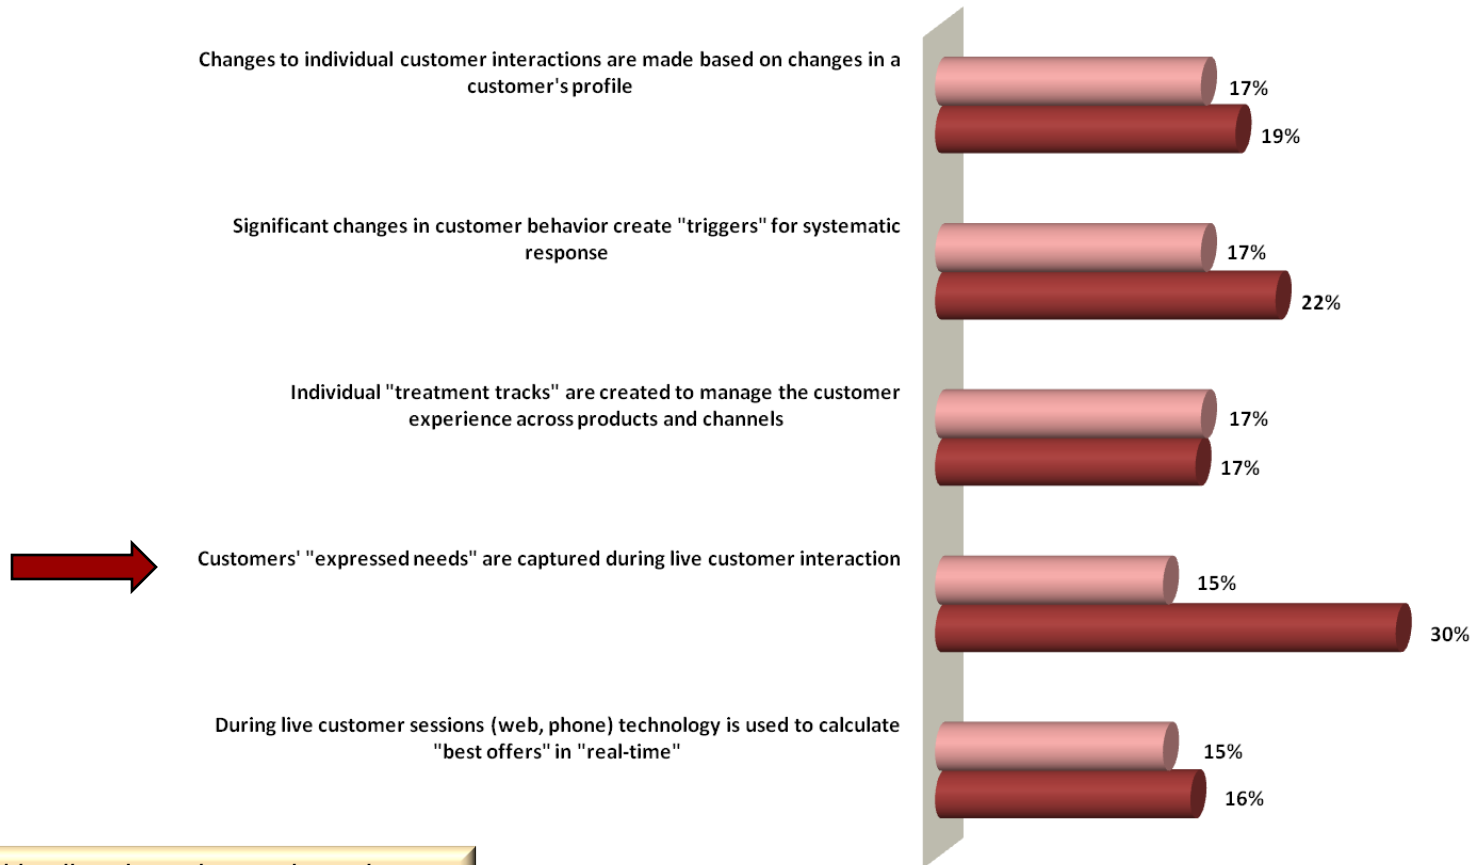 Changes to individual customer interactions are made based on changes in a
customer's profile
17%
19%
Significant changes in customer behavior create "triggers" for systematic
response
17%
22%
Individual "treatment tracks" are created to manage the customer
experience across products and channels
17%
17%
Customers' "expressed needs" are captured during live customer interaction
15%
30%
During live customer sessions (web, phone) technology is used to calculate
"best offers" in "real-time"
15%
16%